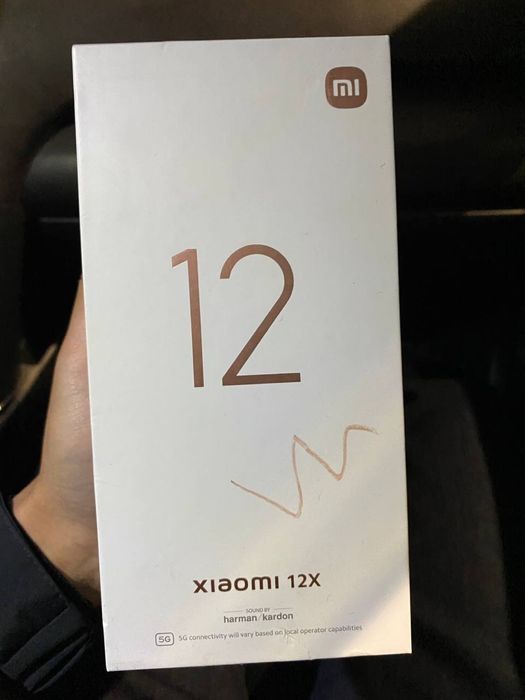 mi
12
xiaomi 12X
SOUND BY
harman/kardon
5G 5G connectivity will vary based on local operator capabilities